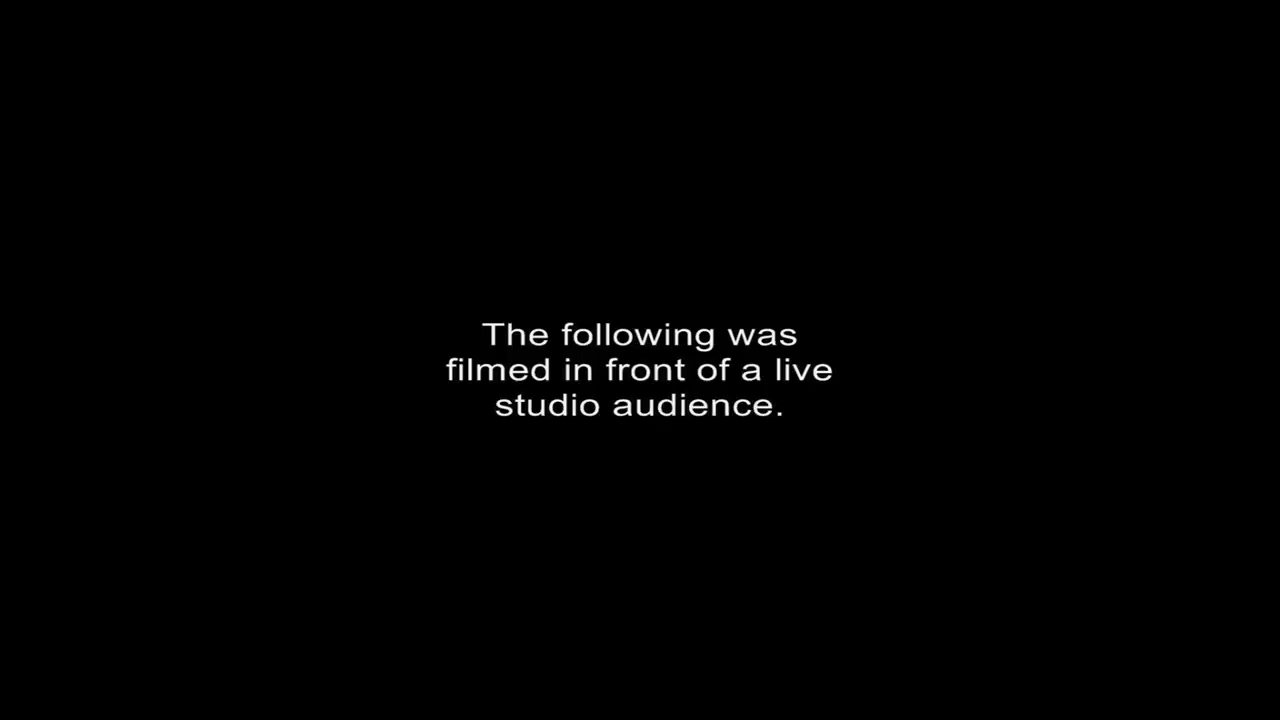 The following was
filmed in front of a live
studio audience.